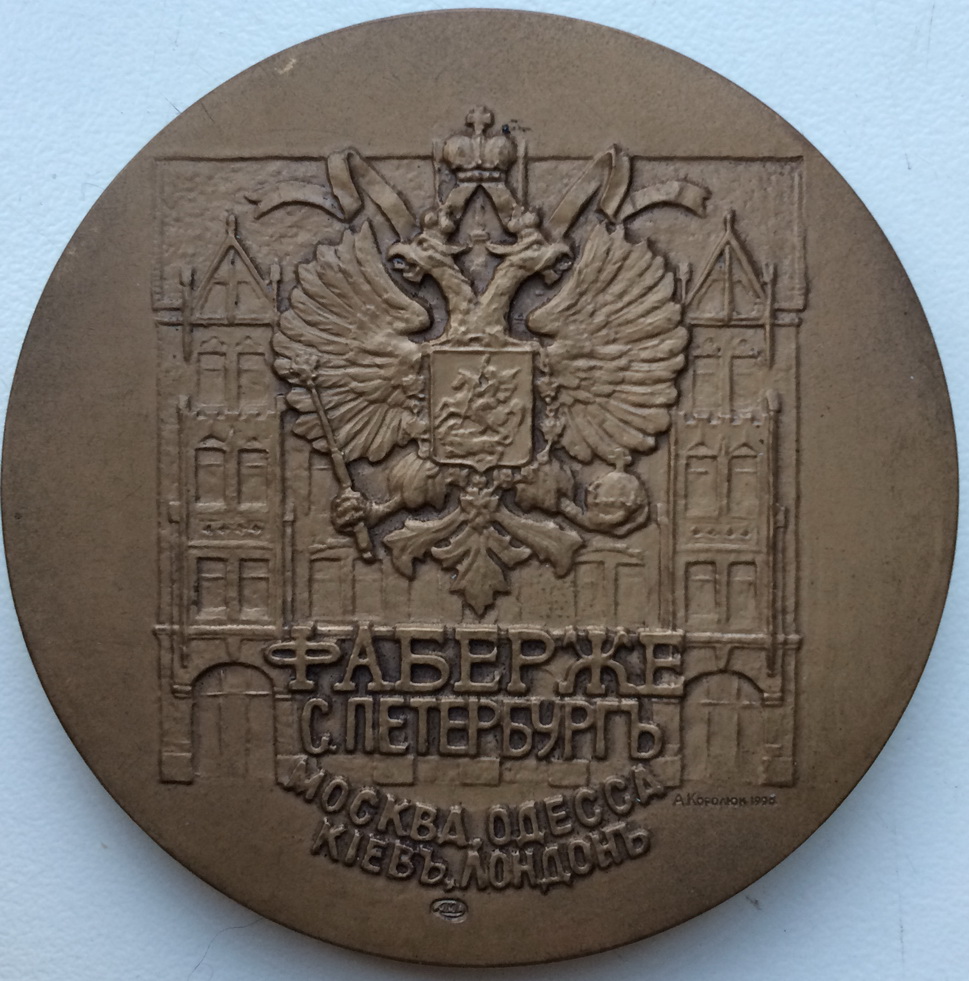 ФАБЕРЖЕ
С. ПЕТЕРБУРГЪ
МОСКВА, ОДЕССА
КIЕВЪ, ЛОНДОНЪ
А. Королюк 1996